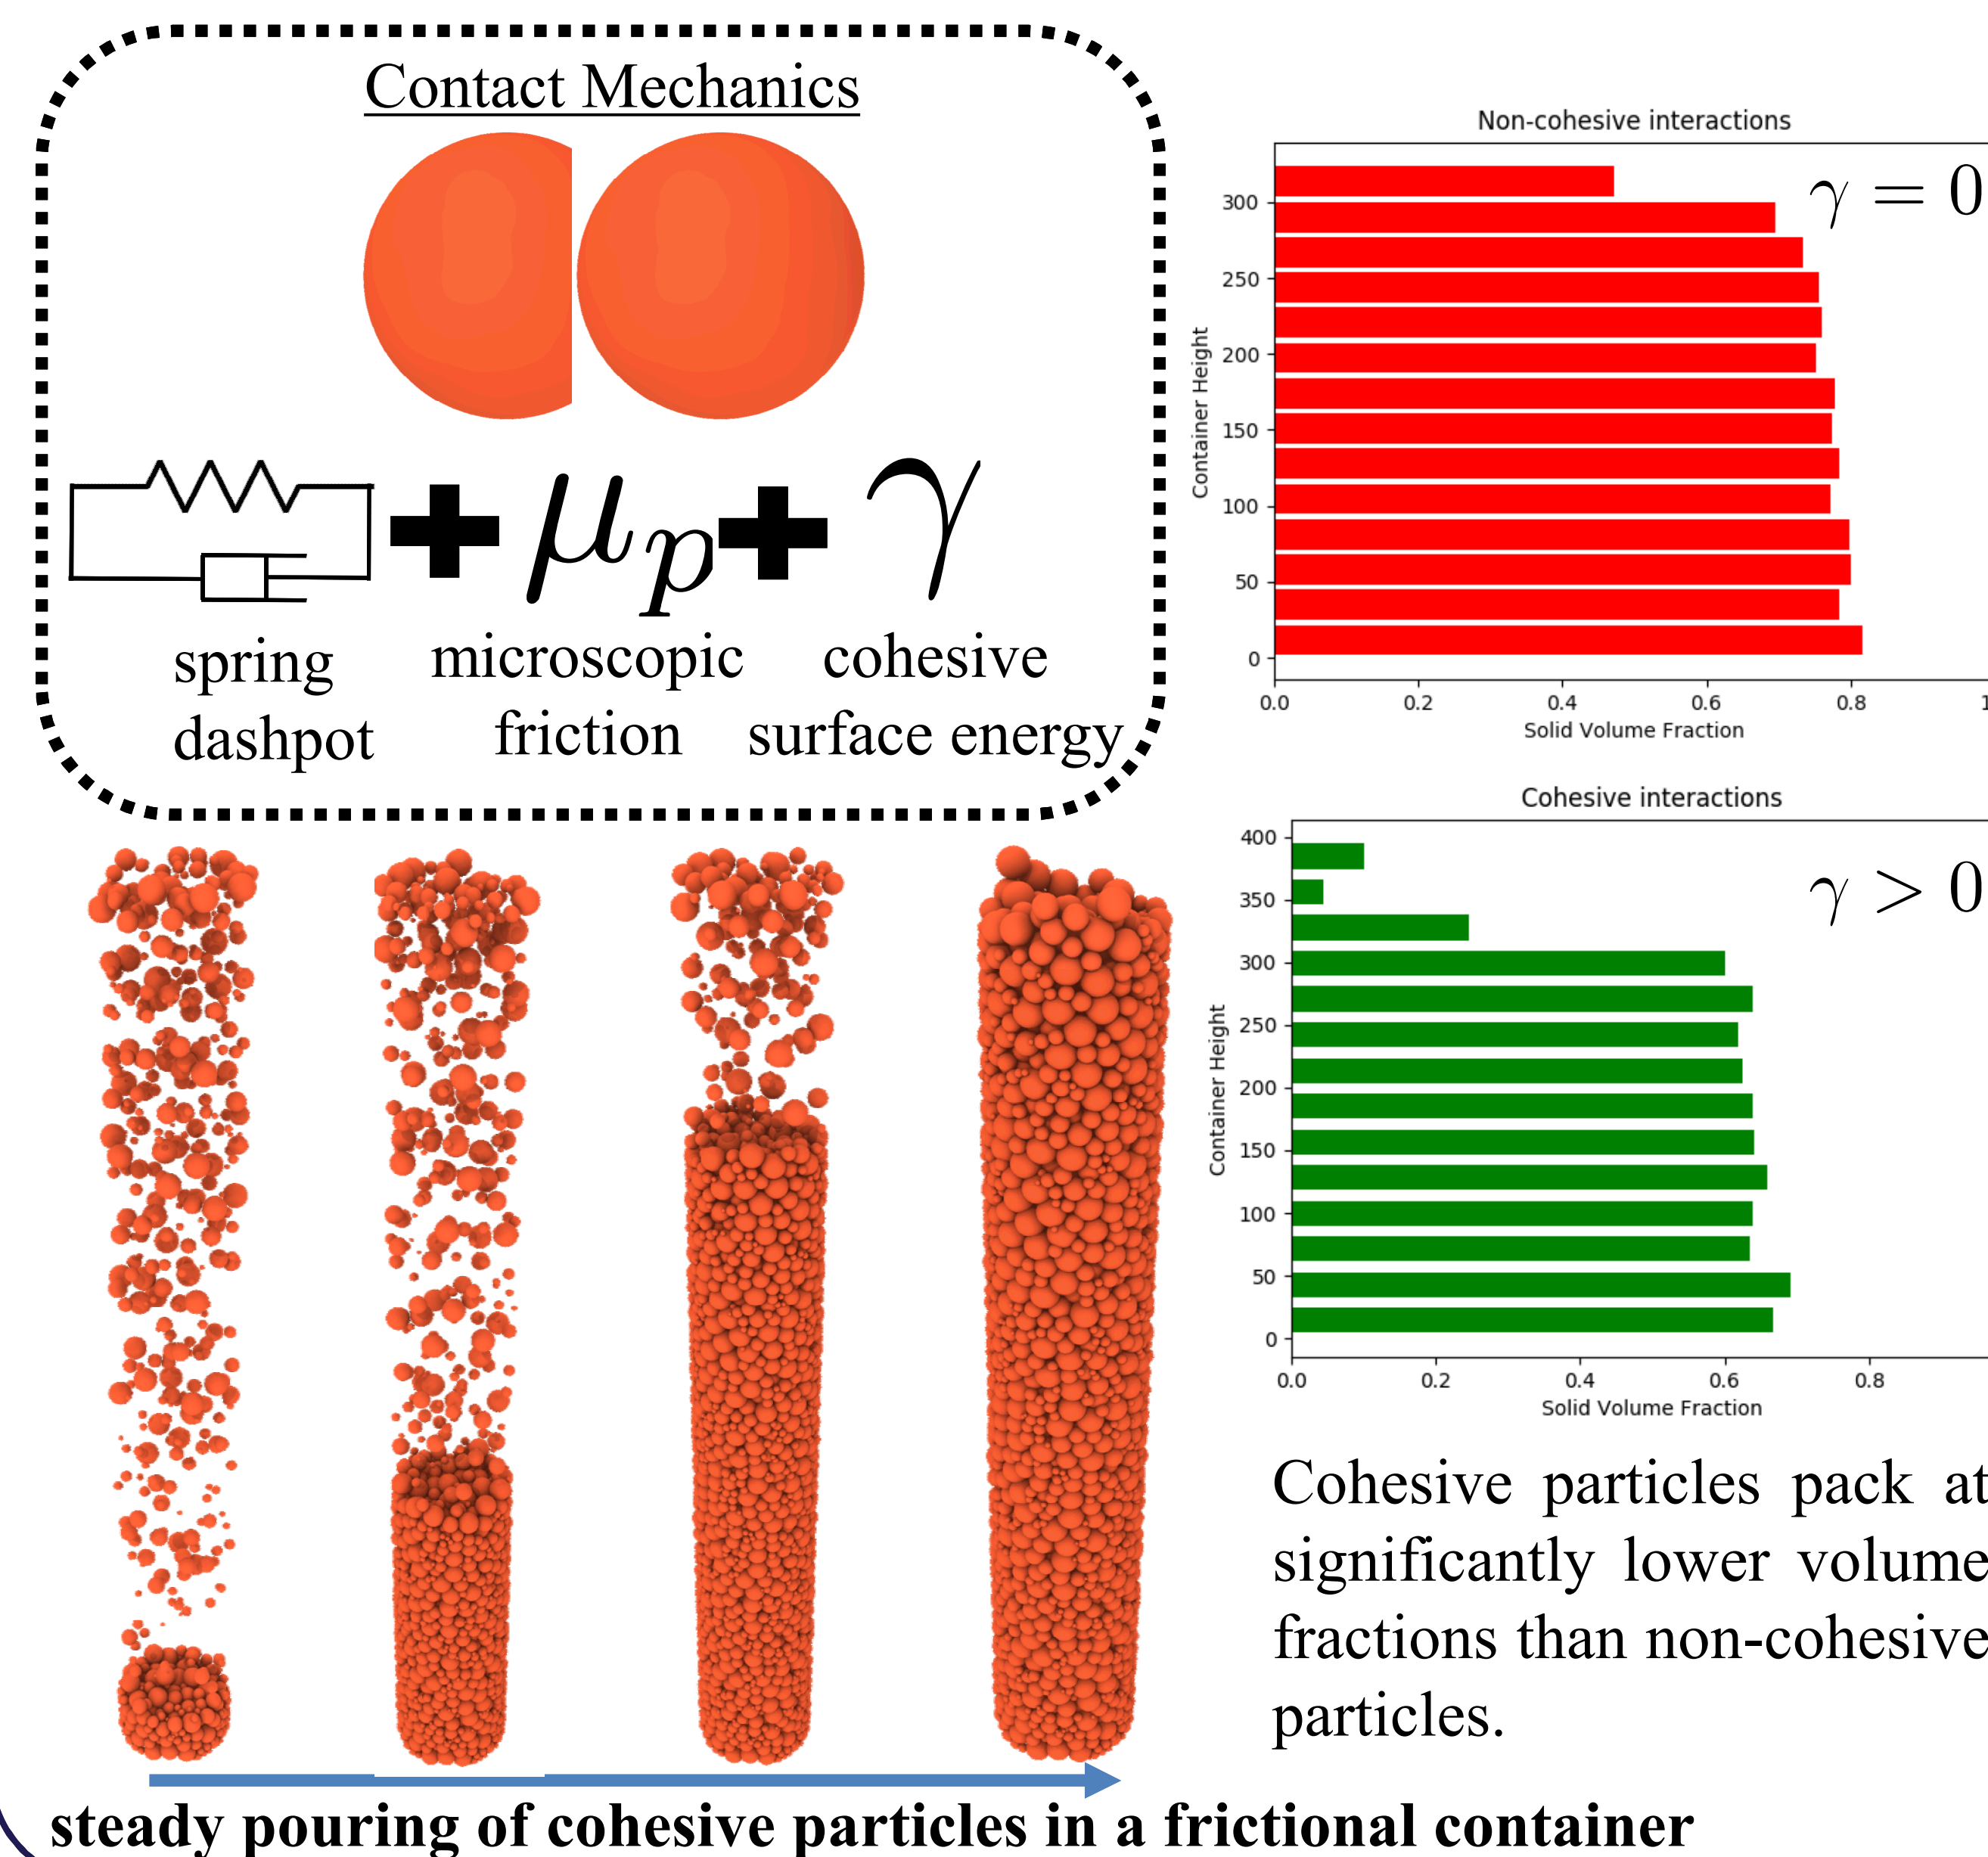 Contact Mechanics
μp
γ
spring
dashpot
microscopic
friction
cohesive
surface energy
Non-cohesive interactions
γ = 0
300
250
200
150
100
50
0
Container Height
0.0 0.2 0.4 0.6 0.8
Solid Volume Fraction
Cohesive interactions
γ > 0
400
350
300
250
200
150
100
50
0
Container Height
0.0 0.2 0.4 0.6 0.8
Solid Volume Fraction
Cohesive particles pack at
significantly lower volume
fractions than non-cohesive
particles.
steady pouring of cohesive particles in a frictional container